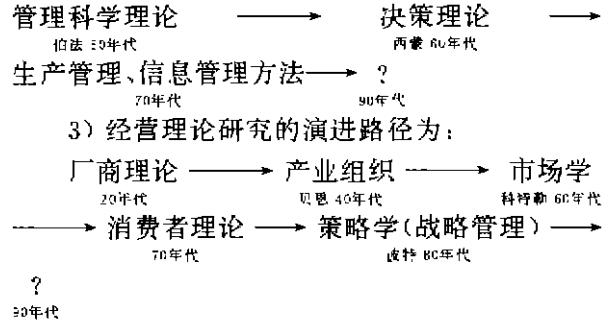 管理科学理论 ⟶ 决策理论 ⟶
伯法 50年代 西蒙 60年代
生产管理、信息管理方法⟶ ?
70年代 90年代
3) 经营理论研究的演进路径为:
厂商理论 ⟶ 产业组织 ⟶ 市场学
20年代 贝恩 40年代 科特勒 60年代
⟶ 消费者理论 ⟶ 策略学(战略管理) ⟶
70年代 波特 80年代
?
90年代